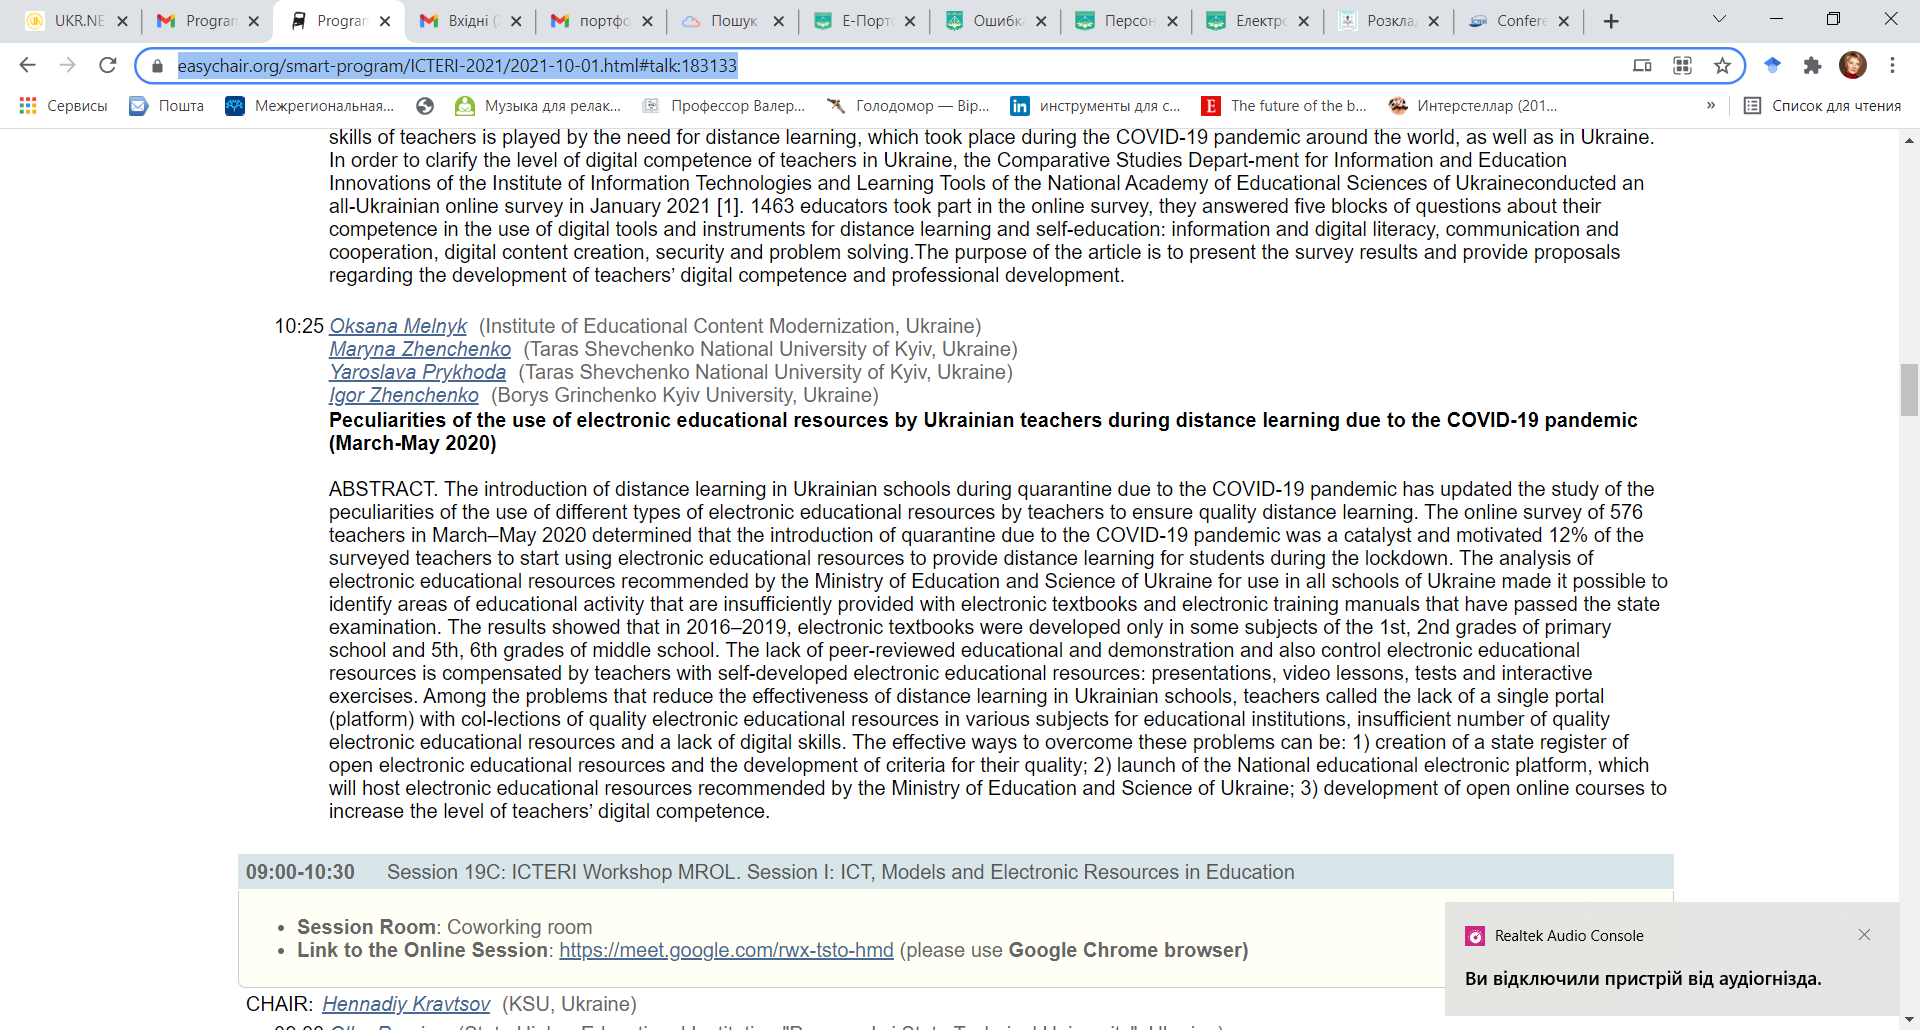 UKR.NE
Program
Program
Вхідні (
портфо
Пошук
Е-Порт
Ошибк
Персон
Електр
Розкла
Confere
easychair.org/smart-program/ICTERI-2021/2021-10-01.html#talk:183133
Сервисы
Пошта
Межрегиональная...
Музыка для релак...
Профессор Валер...
Голодомор — Вір...
инструменты для с...
The future of the b...
Интерстеллар (201...
»
Список для чтения
skills of teachers is played by the need for distance learning, which took place during the COVID-19 pandemic around the world, as well as in Ukraine.
In order to clarify the level of digital competence of teachers in Ukraine, the Comparative Studies Depart-ment for Information and Education
Innovations of the Institute of Information Technologies and Learning Tools of the National Academy of Educational Sciences of Ukraineconducted an
all-Ukrainian online survey in January 2021 [1]. 1463 educators took part in the online survey, they answered five blocks of questions about their
competence in the use of digital tools and instruments for distance learning and self-education: information and digital literacy, communication and
cooperation, digital content creation, security and problem solving.The purpose of the article is to present the survey results and provide proposals
regarding the development of teachers’ digital competence and professional development.
10:25 Oksana Melnyk (Institute of Educational Content Modernization, Ukraine)
Maryna Zhenchenko (Taras Shevchenko National University of Kyiv, Ukraine)
Yaroslava Prykhoda (Taras Shevchenko National University of Kyiv, Ukraine)
Igor Zhenchenko (Borys Grinchenko Kyiv University, Ukraine)
Peculiarities of the use of electronic educational resources by Ukrainian teachers during distance learning due to the COVID-19 pandemic
(March-May 2020)
ABSTRACT. The introduction of distance learning in Ukrainian schools during quarantine due to the COVID-19 pandemic has updated the study of the
peculiarities of the use of different types of electronic educational resources by teachers to ensure quality distance learning. The online survey of 576
teachers in March–May 2020 determined that the introduction of quarantine due to the COVID-19 pandemic was a catalyst and motivated 12% of the
surveyed teachers to start using electronic educational resources to provide distance learning for students during the lockdown. The analysis of
electronic educational resources recommended by the Ministry of Education and Science of Ukraine for use in all schools of Ukraine made it possible to
identify areas of educational activity that are insufficiently provided with electronic textbooks and electronic training manuals that have passed the state
examination. The results showed that in 2016–2019, electronic textbooks were developed only in some subjects of the 1st, 2nd grades of primary
school and 5th, 6th grades of middle school. The lack of peer-reviewed educational and demonstration and also control electronic educational
resources is compensated by teachers with self-developed electronic educational resources: presentations, video lessons, tests and interactive
exercises. Among the problems that reduce the effectiveness of distance learning in Ukrainian schools, teachers called the lack of a single portal
(platform) with col-lections of quality electronic educational resources in various subjects for educational institutions, insufficient number of quality
electronic educational resources and a lack of digital skills. The effective ways to overcome these problems can be: 1) creation of a state register of
open electronic educational resources and the development of criteria for their quality; 2) launch of the National educational electronic platform, which
will host electronic educational resources recommended by the Ministry of Education and Science of Ukraine; 3) development of open online courses to
increase the level of teachers’ digital competence.
09:00-10:30 Session 19C: ICTERI Workshop MROL. Session I: ICT, Models and Electronic Resources in Education
• Session Room: Coworking room
• Link to the Online Session: https://meet.google.com/rwx-tsto-hmd (please use Google Chrome browser)
Realtek Audio Console
Ви відключили пристрій від аудіогнізда.
CHAIR: Hennadiy Kravtsov (KSU, Ukraine)